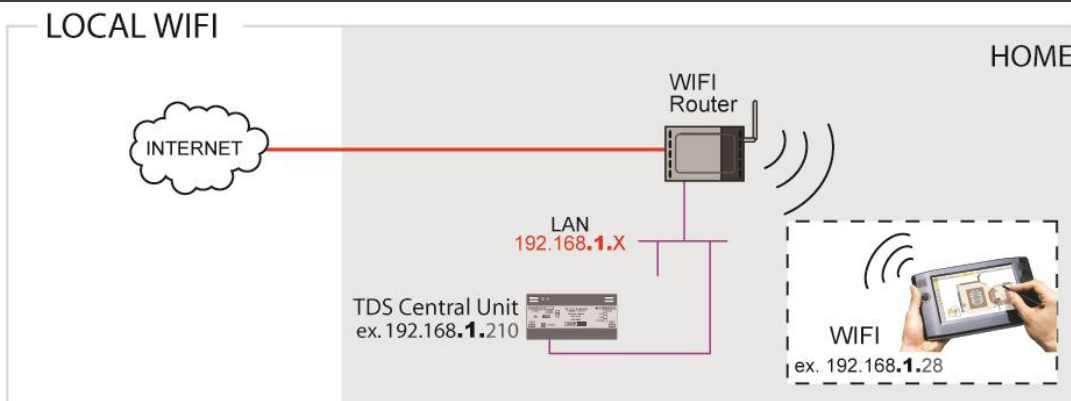 LOCAL WIFI
HOME
WIFI
Router
INTERNET
LAN
192.168.1.X
TDS Central Unit
ex. 192.168.1.210
WIFI
ex. 192.168.1.28